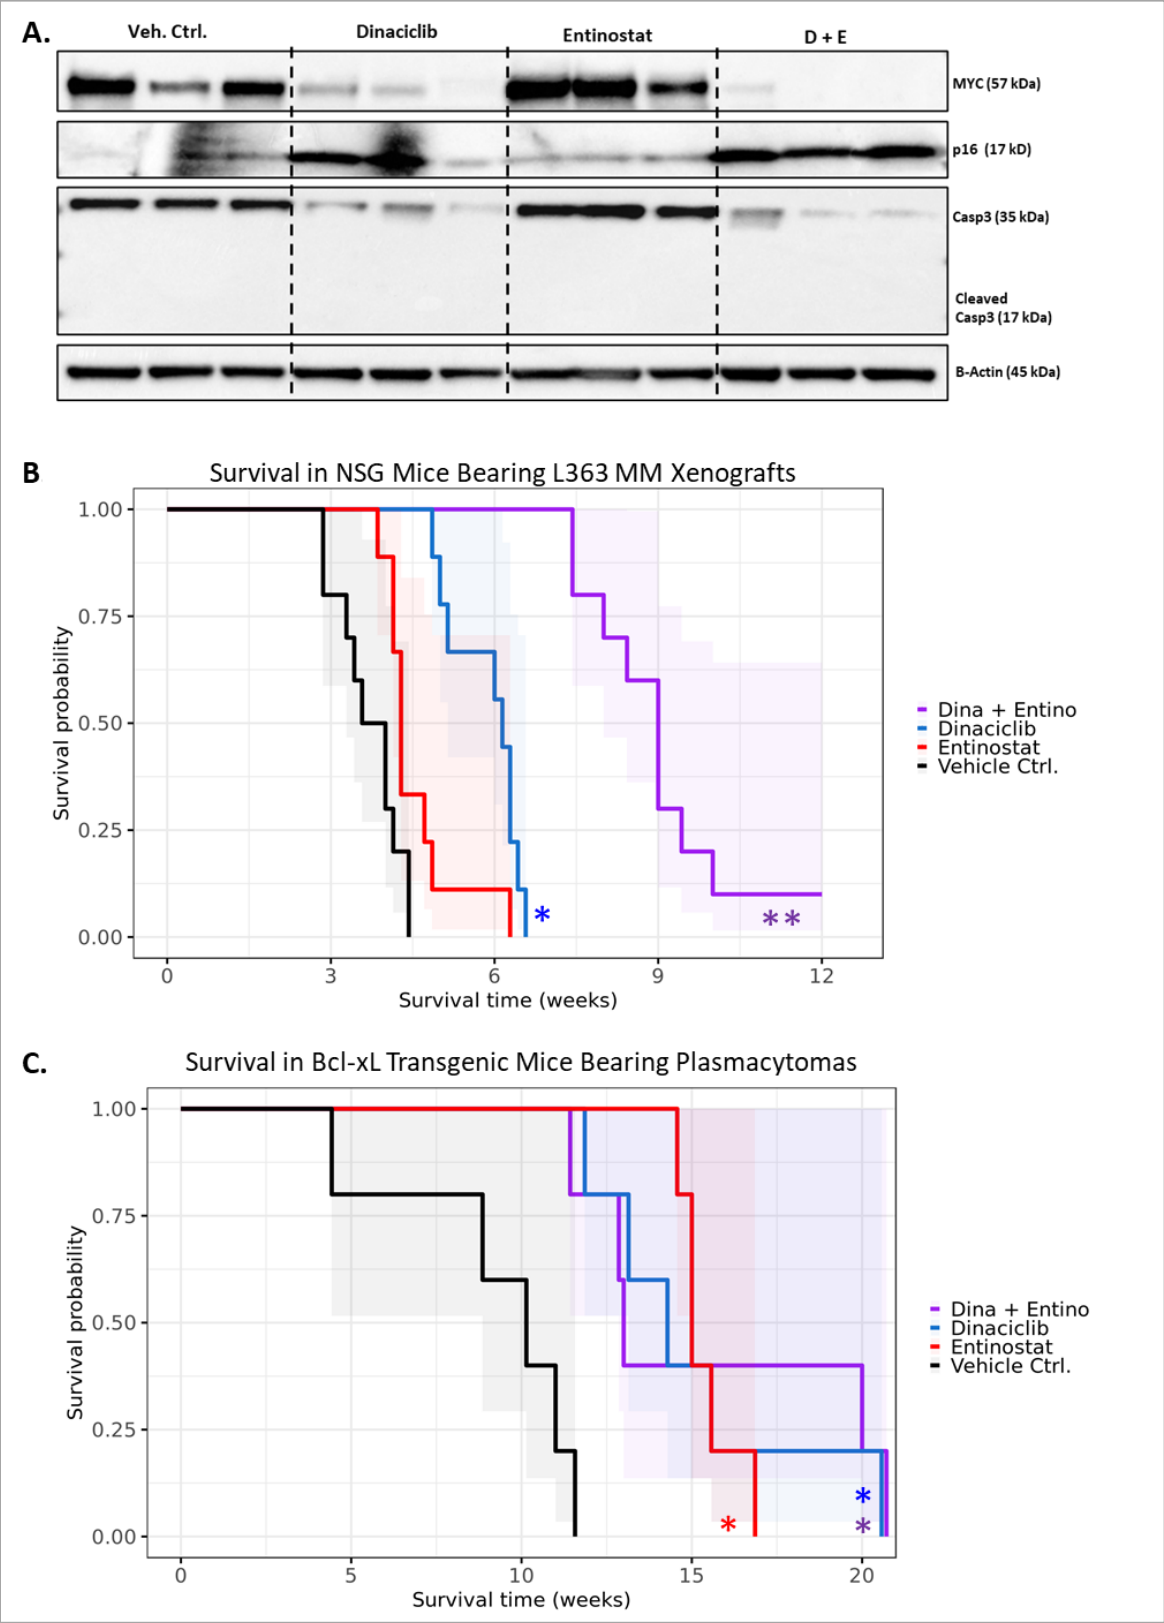 A.
Veh. Ctrl.
Dinaciclib
Entinostat
D + E
MYC (57 kDa)
p16 (17 kD)
Casp3 (35 kDa)
Cleaved
Casp3 (17 kDa)
B-Actin (45 kDa)
B
Survival in NSG Mice Bearing L363 MM Xenografts
Survival probability
1.00
0.75
0.50
0.25
0.00
**
*
0
3
6
9
12
Survival time (weeks)
Dina + Entino
Dinaciclib
Entinostat
Vehicle Ctrl.
C.
Survival in Bcl-xL Transgenic Mice Bearing Plasmacytomas
Survival probability
1.00
0.75
0.50
0.25
0.00
*
*
*
0
5
10
15
20
Survival time (weeks)
Dina + Entino
Dinaciclib
Entinostat
Vehicle Ctrl.